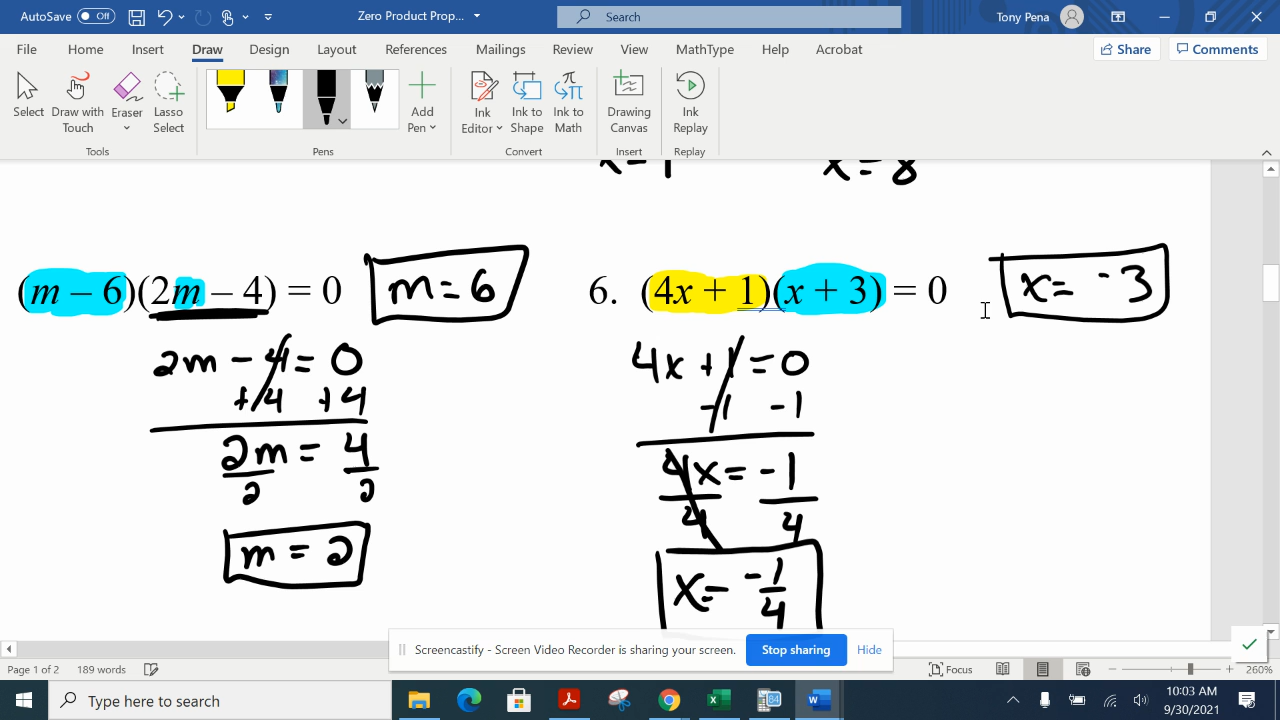 AutoSave Off
Zero Product Prop...
Search
Tony Pena
File Home Insert Draw Design Layout References Mailings Review View MathType Help Acrobat
Share Comments
Select
Draw with Touch
Eraser
Lasso Select
Add Pen
Ink Editor
Ink to Shape
Ink to Math
Drawing Canvas
Ink Replay
Tools Pens Convert Insert Replay
x = 8
(m – 6)(2m – 4) = 0 m = 6
6. (4x + 1)(x + 3) = 0 x = -3
2m - 4 = 0
+4 +4
2m = 4
2 2
m = 2
4x + 1 = 0
-1 -1
4x = -1
4 4
x = -1/4
Screencastify - Screen Video Recorder is sharing your screen. Stop sharing Hide
Page 1 of 2 189 words
Focus
260%
Type here to search
B4
10:03 AM
9/30/2021